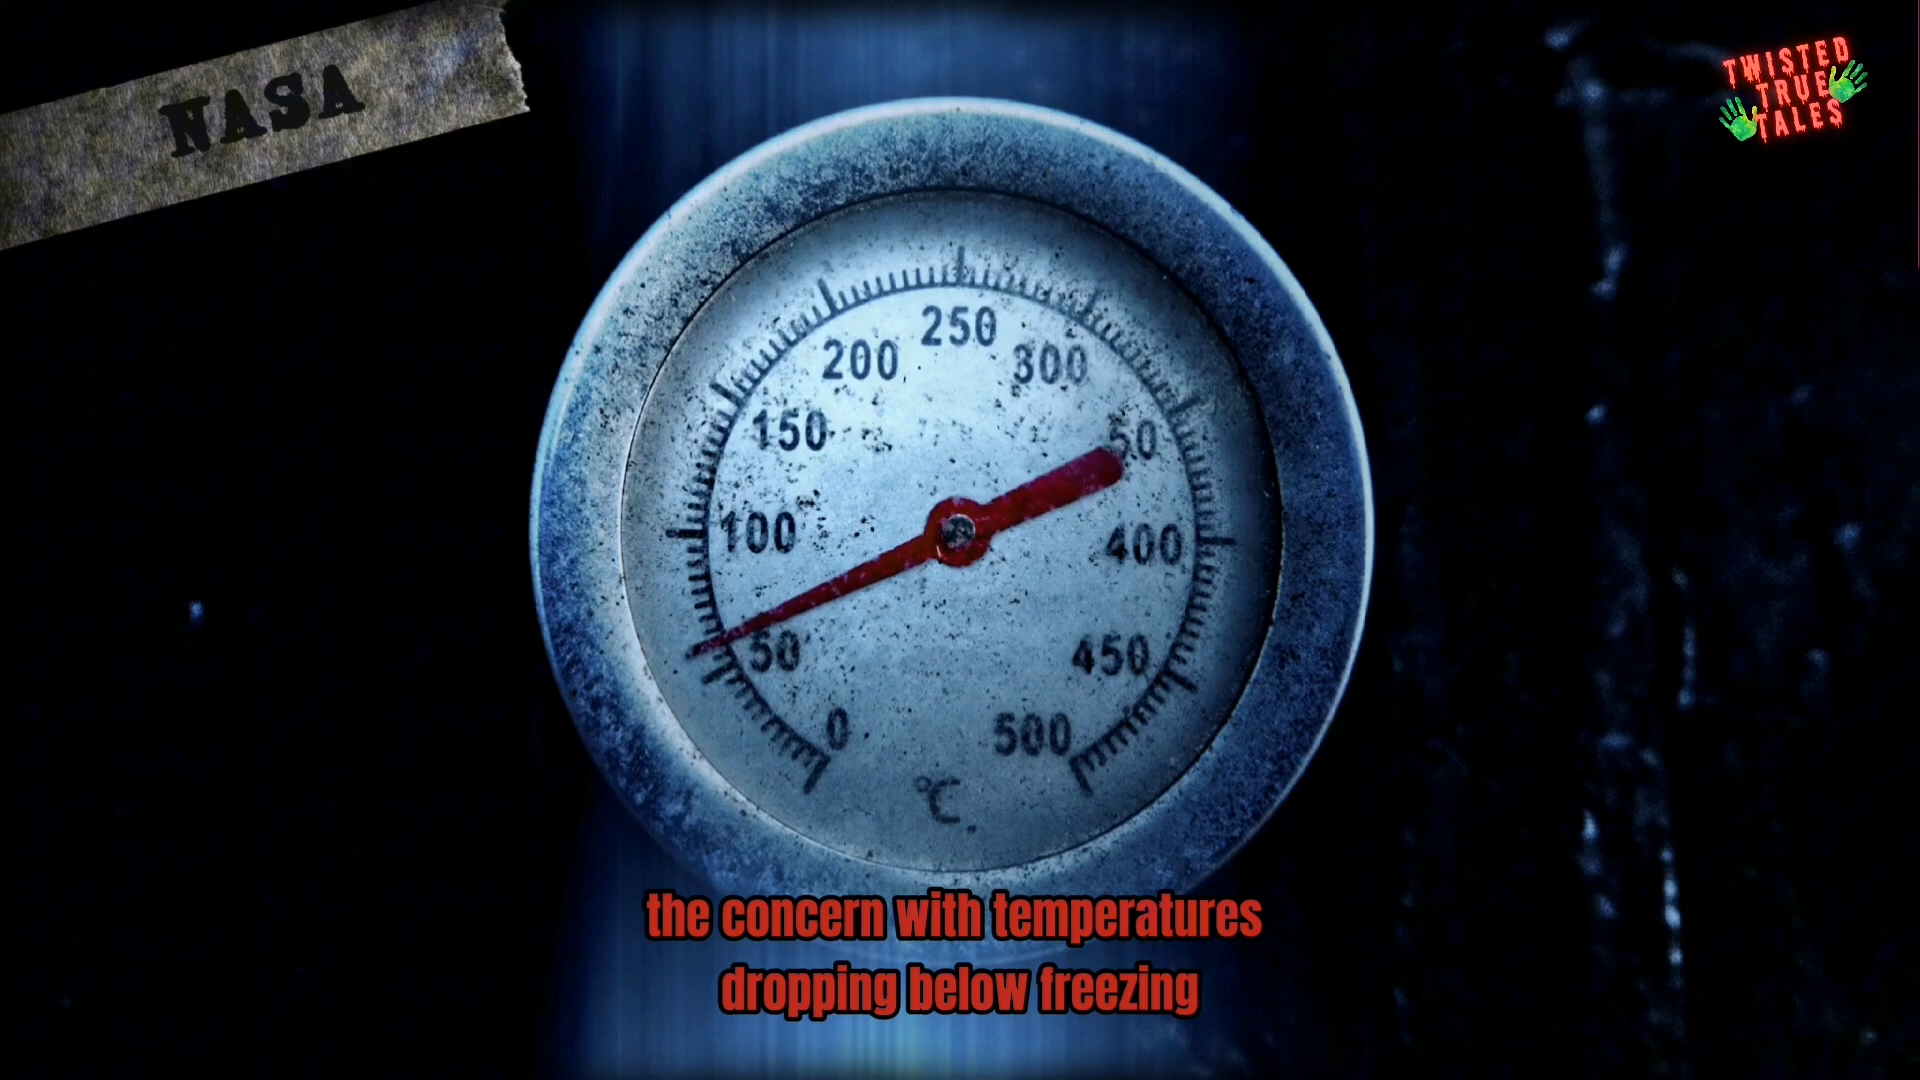 NASA
TWISTED
TRUE
TALES
250
200
300
150
50
100
400
50
450
0
500
°C
the concern with temperatures
dropping below freezing